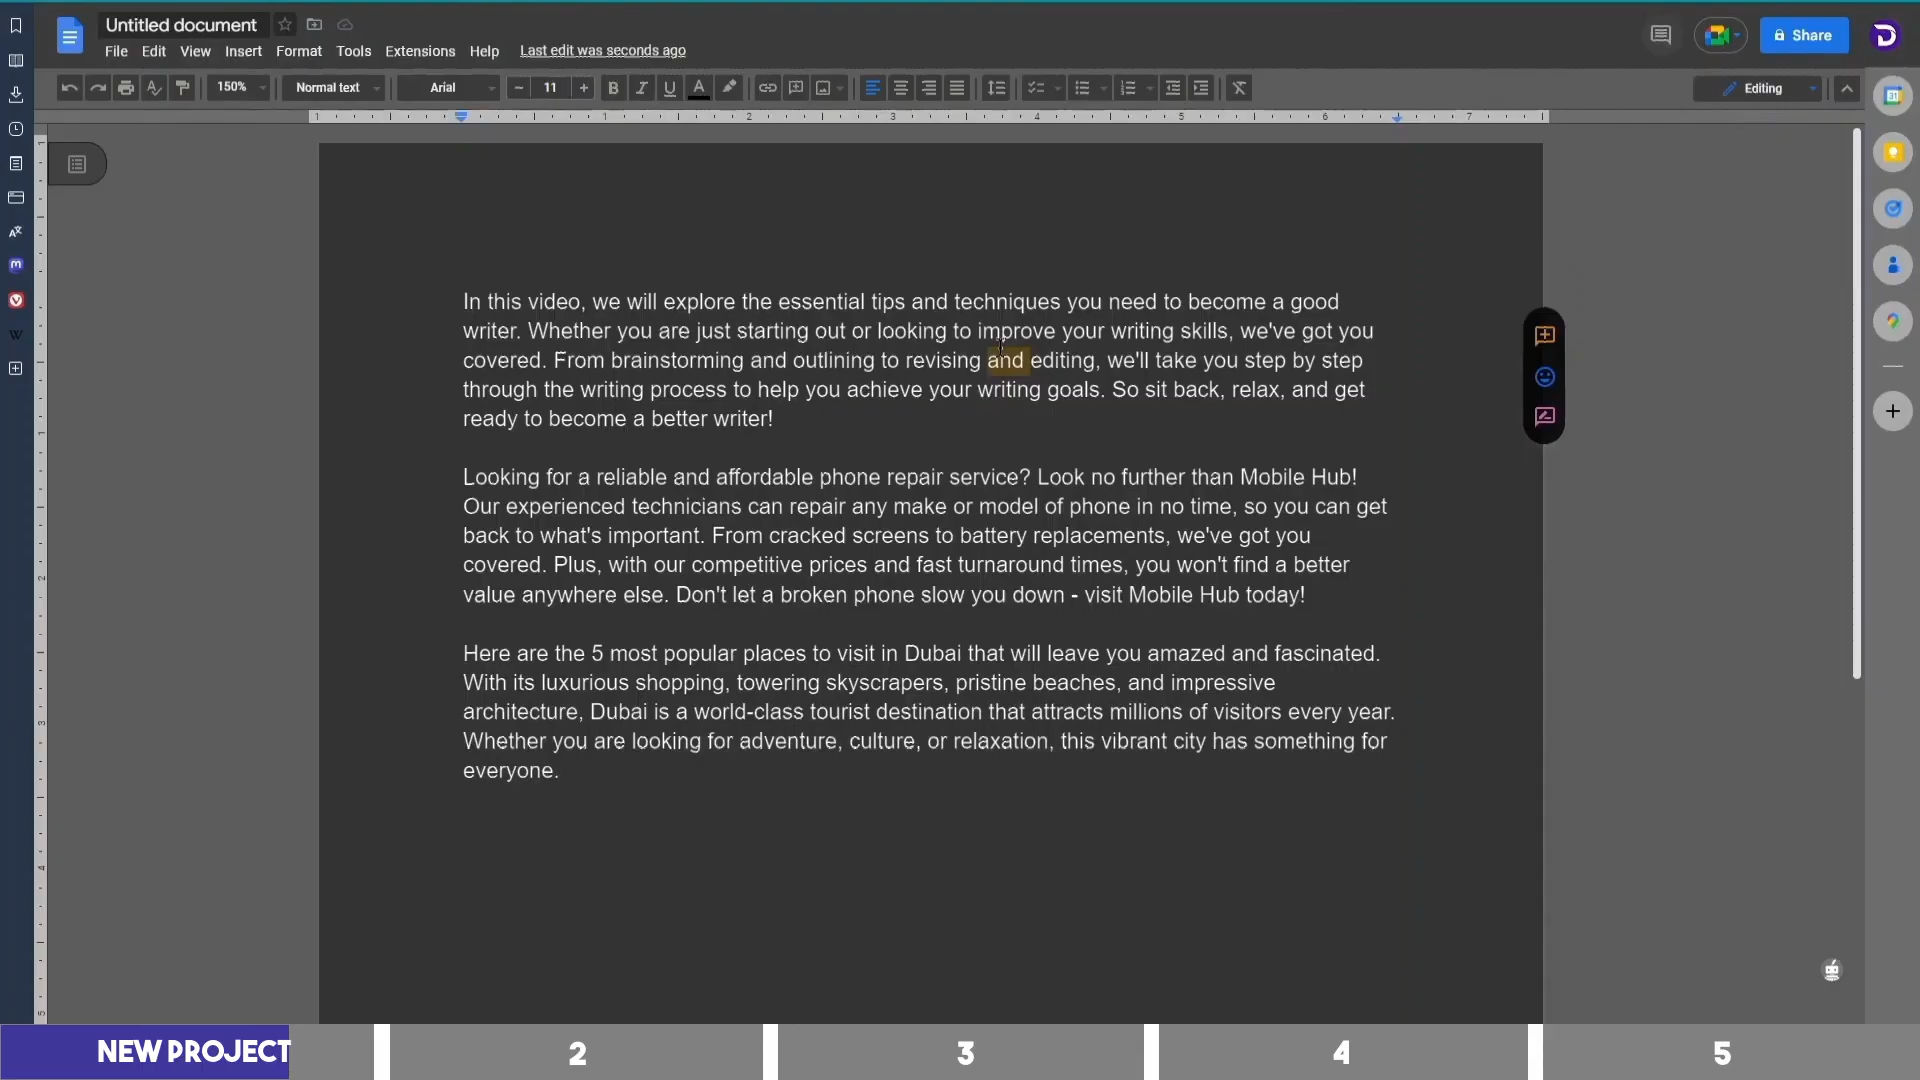 Untitled document
File Edit View Insert Format Tools Extensions Help Last edit was seconds ago
Share
150% Normal text Arial 11 Editing
1 1 2 3 4 5 6 7
In this video, we will explore the essential tips and techniques you need to become a good
writer. Whether you are just starting out or looking to improve your writing skills, we've got you
covered. From brainstorming and outlining to revising and editing, we'll take you step by step
through the writing process to help you achieve your writing goals. So sit back, relax, and get
ready to become a better writer!
Looking for a reliable and affordable phone repair service? Look no further than Mobile Hub!
Our experienced technicians can repair any make or model of phone in no time, so you can get
back to what's important. From cracked screens to battery replacements, we've got you
covered. Plus, with our competitive prices and fast turnaround times, you won't find a better
value anywhere else. Don't let a broken phone slow you down - visit Mobile Hub today!
Here are the 5 most popular places to visit in Dubai that will leave you amazed and fascinated.
With its luxurious shopping, towering skyscrapers, pristine beaches, and impressive
architecture, Dubai is a world-class tourist destination that attracts millions of visitors every year.
Whether you are looking for adventure, culture, or relaxation, this vibrant city has something for
everyone.
NEW PROJECT 2 3 4 5